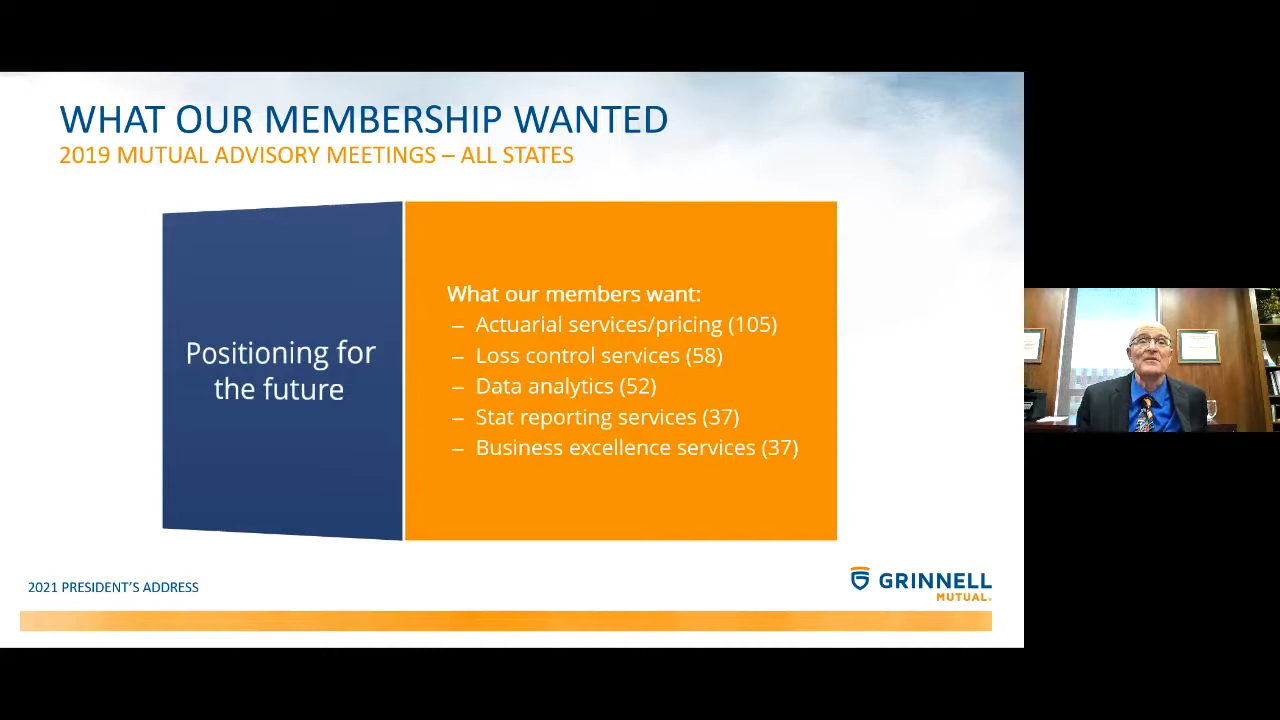 WHAT OUR MEMBERSHIP WANTED
2019 MUTUAL ADVISORY MEETINGS – ALL STATES
Positioning for
the future
What our members want:
– Actuarial services/pricing (105)
– Loss control services (58)
– Data analytics (52)
– Stat reporting services (37)
– Business excellence services (37)
2021 PRESIDENT'S ADDRESS
GRINNELL
MUTUAL®